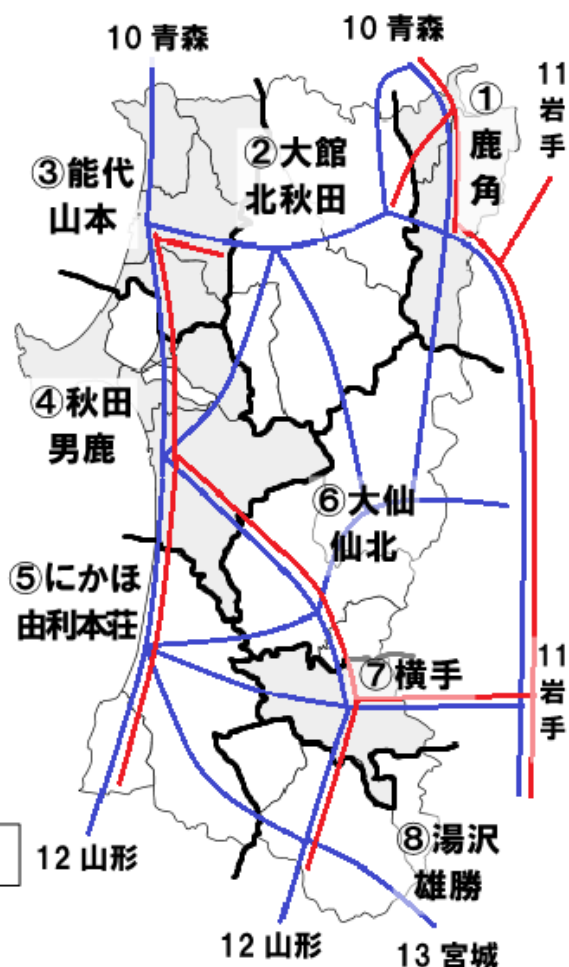 10 青森
10 青森
11
岩
手
①
鹿
角
②大館
北秋田
③能代
山本
④秋田
男鹿
⑥大仙
仙北
⑤にかほ
由利本荘
⑦横手
11
岩
手
⑧湯沢
雄勝
12 山形
12 山形
13 宮城